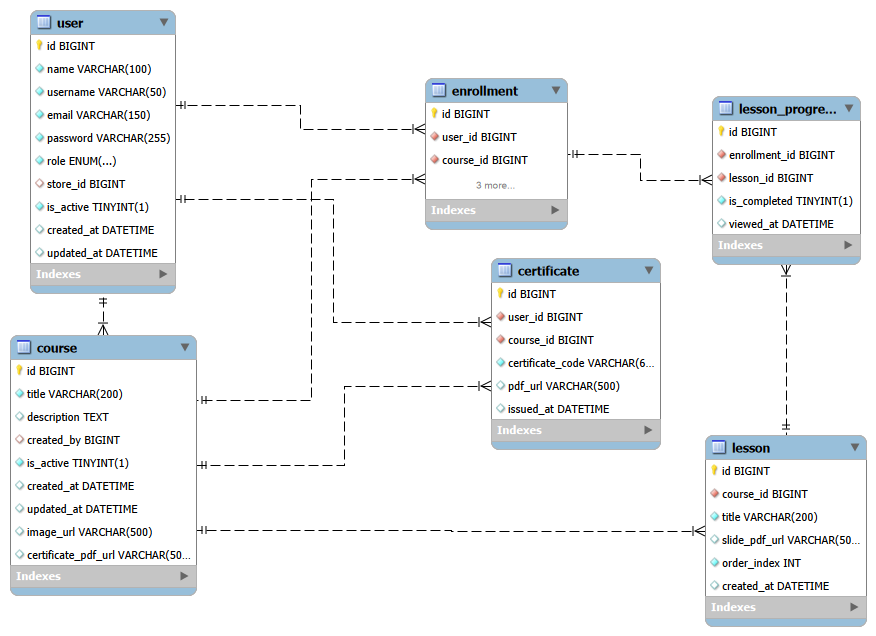 user
id BIGINT
name VARCHAR(100)
username VARCHAR(50)
email VARCHAR(150)
password VARCHAR(255)
role ENUM(...)
store_id BIGINT
is_active TINYINT(1)
created_at DATETIME
updated_at DATETIME
Indexes
course
id BIGINT
title VARCHAR(200)
description TEXT
created_by BIGINT
is_active TINYINT(1)
created_at DATETIME
updated_at DATETIME
image_url VARCHAR(500)
certificate_pdf_url VARCHAR(50...
Indexes
enrollment
id BIGINT
user_id BIGINT
course_id BIGINT
3 more...
Indexes
certificate
id BIGINT
user_id BIGINT
course_id BIGINT
certificate_code VARCHAR(6...
pdf_url VARCHAR(500)
issued_at DATETIME
Indexes
lesson_progre...
id BIGINT
enrollment_id BIGINT
lesson_id BIGINT
is_completed TINYINT(1)
viewed_at DATETIME
Indexes
lesson
id BIGINT
course_id BIGINT
title VARCHAR(200)
slide_pdf_url VARCHAR(50...
order_index INT
created_at DATETIME
Indexes